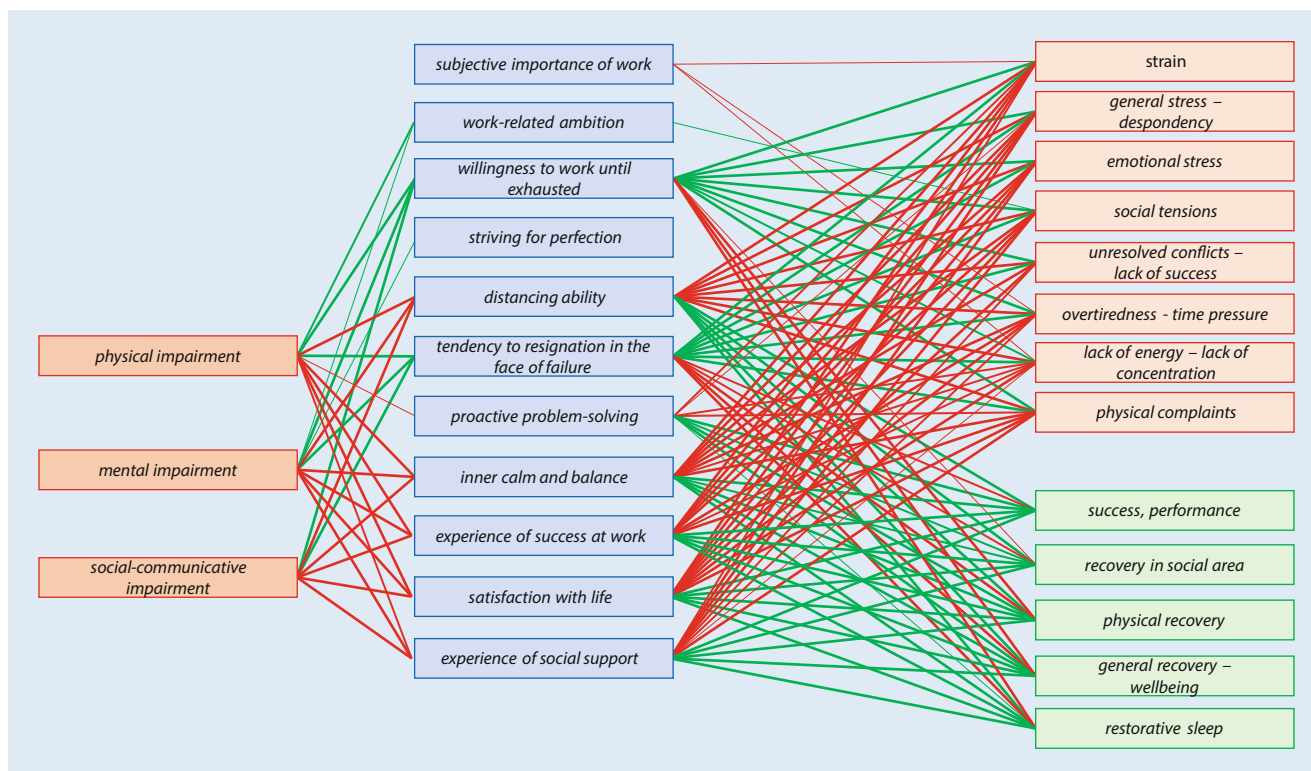 physical impairment
mental impairment
social-communicative
impairment
subjective importance of work
work-related ambition
willingness to work until
exhausted
striving for perfection
distancing ability
tendency to resignation in the
face of failure
proactive problem-solving
inner calm and balance
experience of success at work
satisfaction with life
experience of social support
strain
general stress –
despondency
emotional stress
social tensions
unresolved conflicts –
lack of success
overtiredness - time pressure
lack of energy – lack of
concentration
physical complaints
success, performance
recovery in social area
physical recovery
general recovery –
wellbeing
restorative sleep